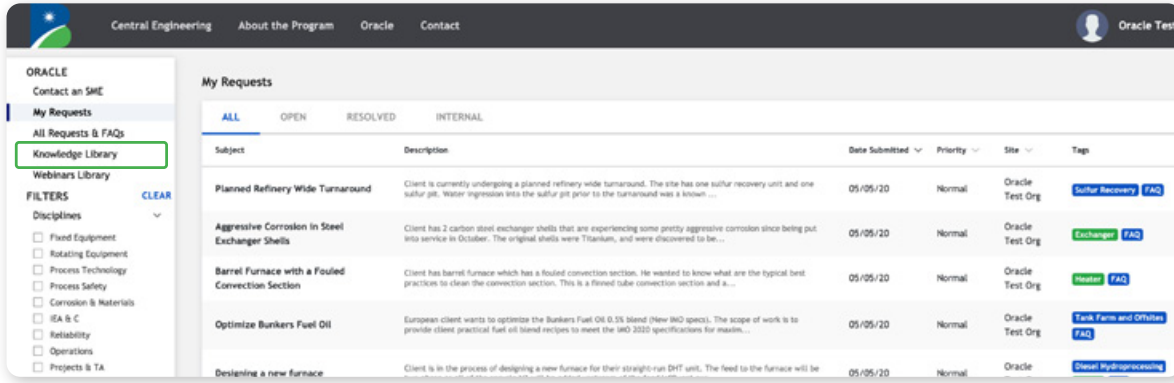 Central Engineering About the Program Oracle Contact Oracle Test
ORACLE
Contact an SME
My Requests
All Requests & FAQs
Knowledge Library
Webinars Library
FILTERS CLEAR
Disciplines
Fixed Equipment
Rotating Equipment
Process Technology
Process Safety
Corrosion & Materials
IEA & C
Reliability
Operations
Projects & TA
My Requests
ALL OPEN RESOLVED INTERNAL
Subject Description Date Submitted Priority Site Tags
Planned Refinery Wide Turnaround
Client is currently undergoing a planned refinery wide turnaround. The site has one sulfur recovery unit and one
sulfur pit. Water ingression into the sulfur pit prior to the turnaround was a known ...
05/05/20 Normal
Oracle
Test Org
Sulfur Recovery FAQ
Aggressive Corrosion in Steel
Exchanger Shells
Client has 2 carbon steel exchanger shells that are experiencing some pretty aggressive corrosion since being put
into service in October. The original shells were Titanium, and were discovered to be...
05/05/20 Normal
Oracle
Test Org
Exchanger FAQ
Barrel Furnace with a Fouled
Convection Section
Client has barrel furnace which has a fouled convection section. He wanted to know what are the typical best
practices to clean the convection section. This is a finned tube convection section and a...
05/05/20 Normal
Oracle
Test Org
Heater FAQ
Optimize Bunkers Fuel Oil
European client wants to optimize the Bunkers Fuel Oil 0.5% blend (New IMO specs). The scope of work is to
provide client practical fuel oil blend recipes to meet the IMO 2020 specifications for maxim...
05/05/20 Normal
Oracle
Test Org
Tank Farm and Offsites
FAQ
Designing a new furnace
Client is in the process of designing a new furnace for their straight-run DHT unit. The feed to the furnace will be
05/05/20 Normal
Oracle
Diesel Hydroprocessing